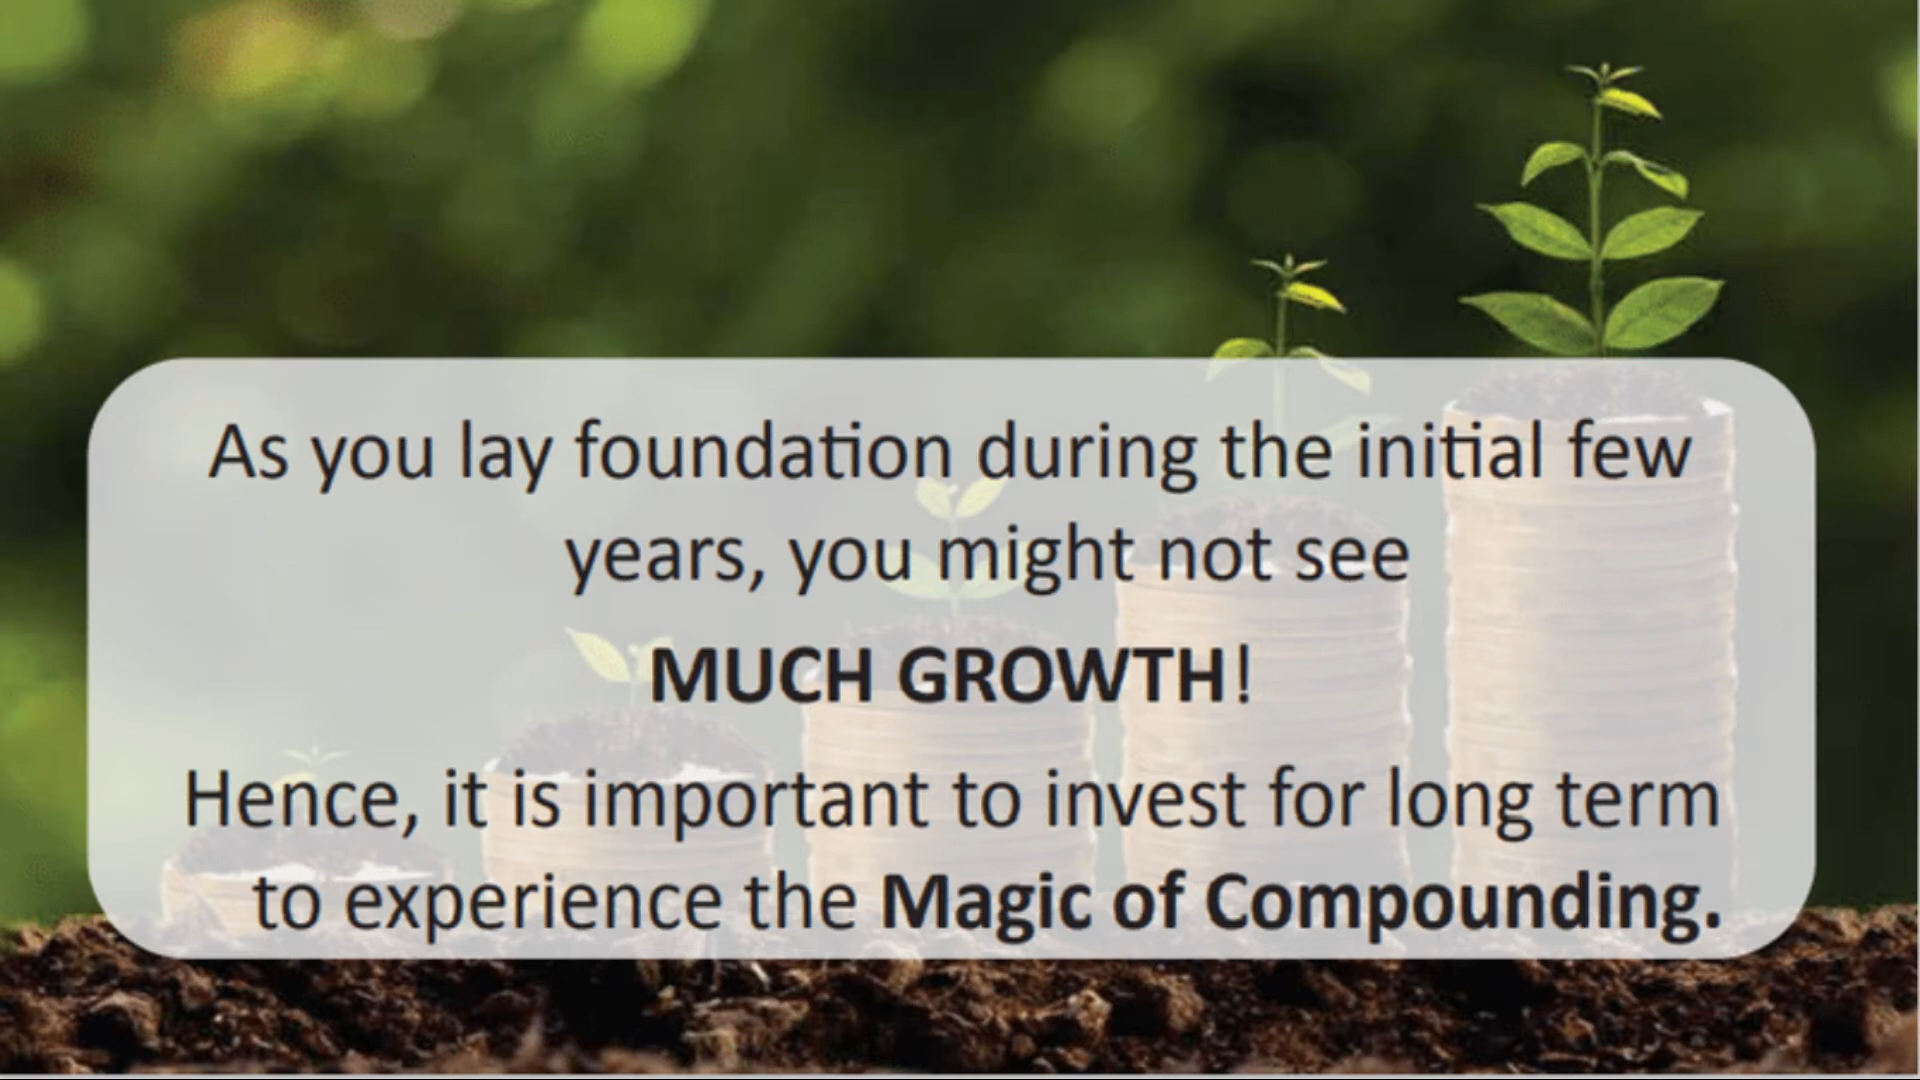 As you lay foundation during the initial few
years, you might not see
MUCH GROWTH!
Hence, it is important to invest for long term
to experience the Magic of Compounding.